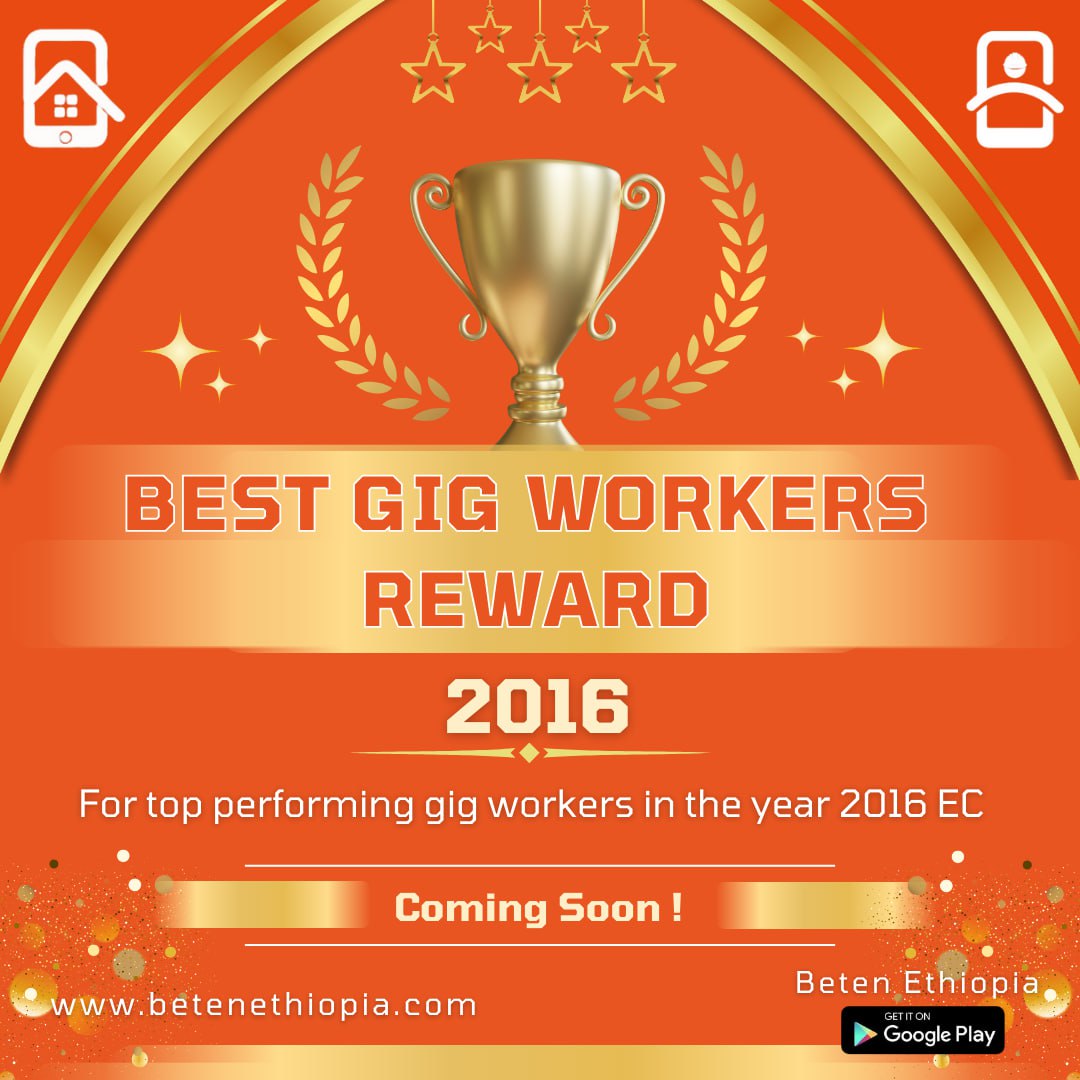 BEST GIG WORKERS
REWARD
2016
For top performing gig workers in the year 2016 EC
Coming Soon !
Beten Ethiopia
www.betenethiopia.com
GET IT ON
Google Play